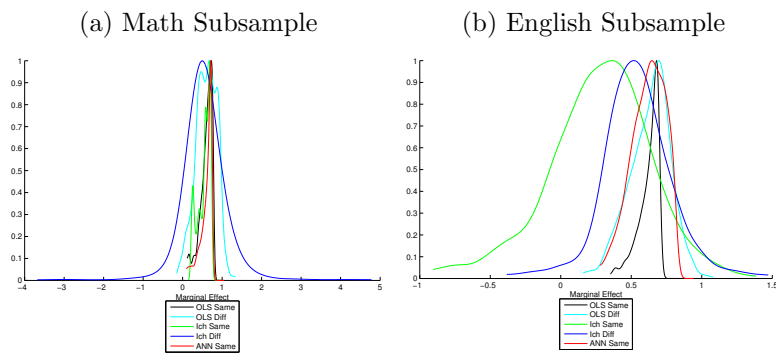 (a) Math Subsample
(b) English Subsample
1
0.9
0.8
0.7
0.6
0.5
0.4
0.3
0.2
0.1
0
−4
−3
−2
−1
0
1
2
3
4
5
Marginal Effect
OLS Same
OLS Diff
Ich Same
Ich Diff
ANN Same
1
0.9
0.8
0.7
0.6
0.5
0.4
0.3
0.2
0.1
0
−1
−0.5
0
0.5
1
1.5
Marginal Effect
OLS Same
OLS Diff
Ich Same
Ich Diff
ANN Same